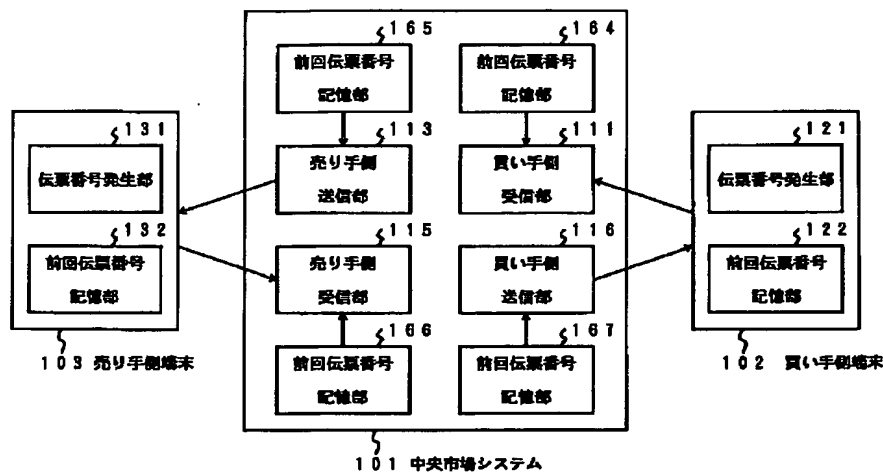 165
前回伝票番号
記憶部
164
前回伝票番号
記憶部
131
伝票番号発生部
113
売り手側
送信部
111
買い手側
受信部
121
伝票番号発生部
132
前回伝票番号
記憶部
115
売り手側
受信部
116
買い手側
送信部
122
前回伝票番号
記憶部
166
前回伝票番号
記憶部
167
前回伝票番号
記憶部
103 売り手側端末
102 買い手側端末
101 中央市場システム